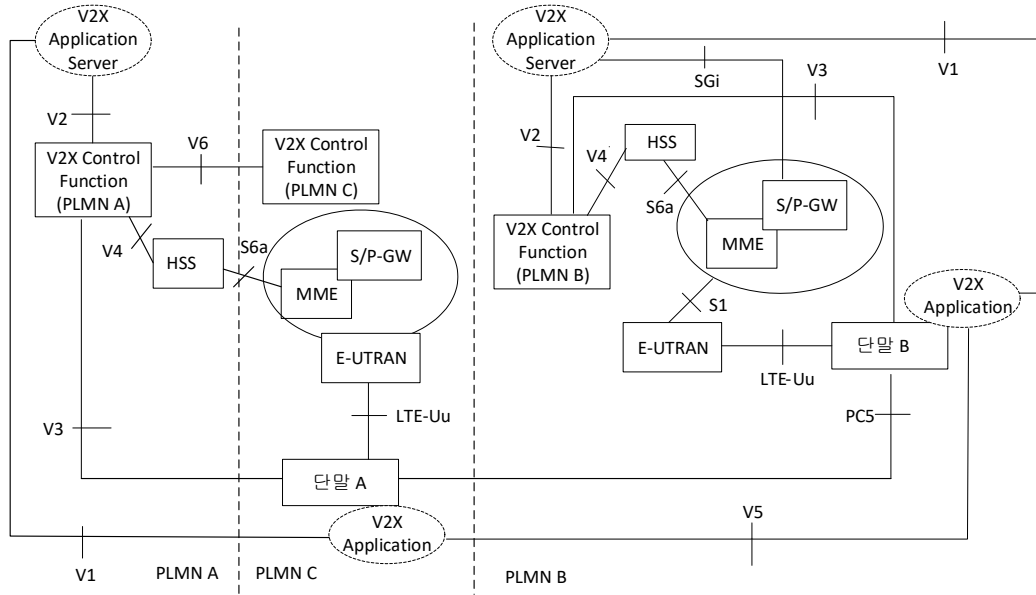 V2X
Application
Server
V2
V2X Control
Function
(PLMN A)
V6
V2X Control
Function
(PLMN C)
V4
HSS
S6a
S/P-GW
MME
E-UTRAN
LTE-Uu
V3
단말 A
V2X
Application
V1
PLMN A
PLMN C
V2X
Application
Server
V1
SGi
V3
V2
V4
HSS
S6a
S/P-GW
MME
V2X Control
Function
(PLMN B)
S1
V2X
Application
E-UTRAN
단말 B
LTE-Uu
PC5
V5
PLMN B